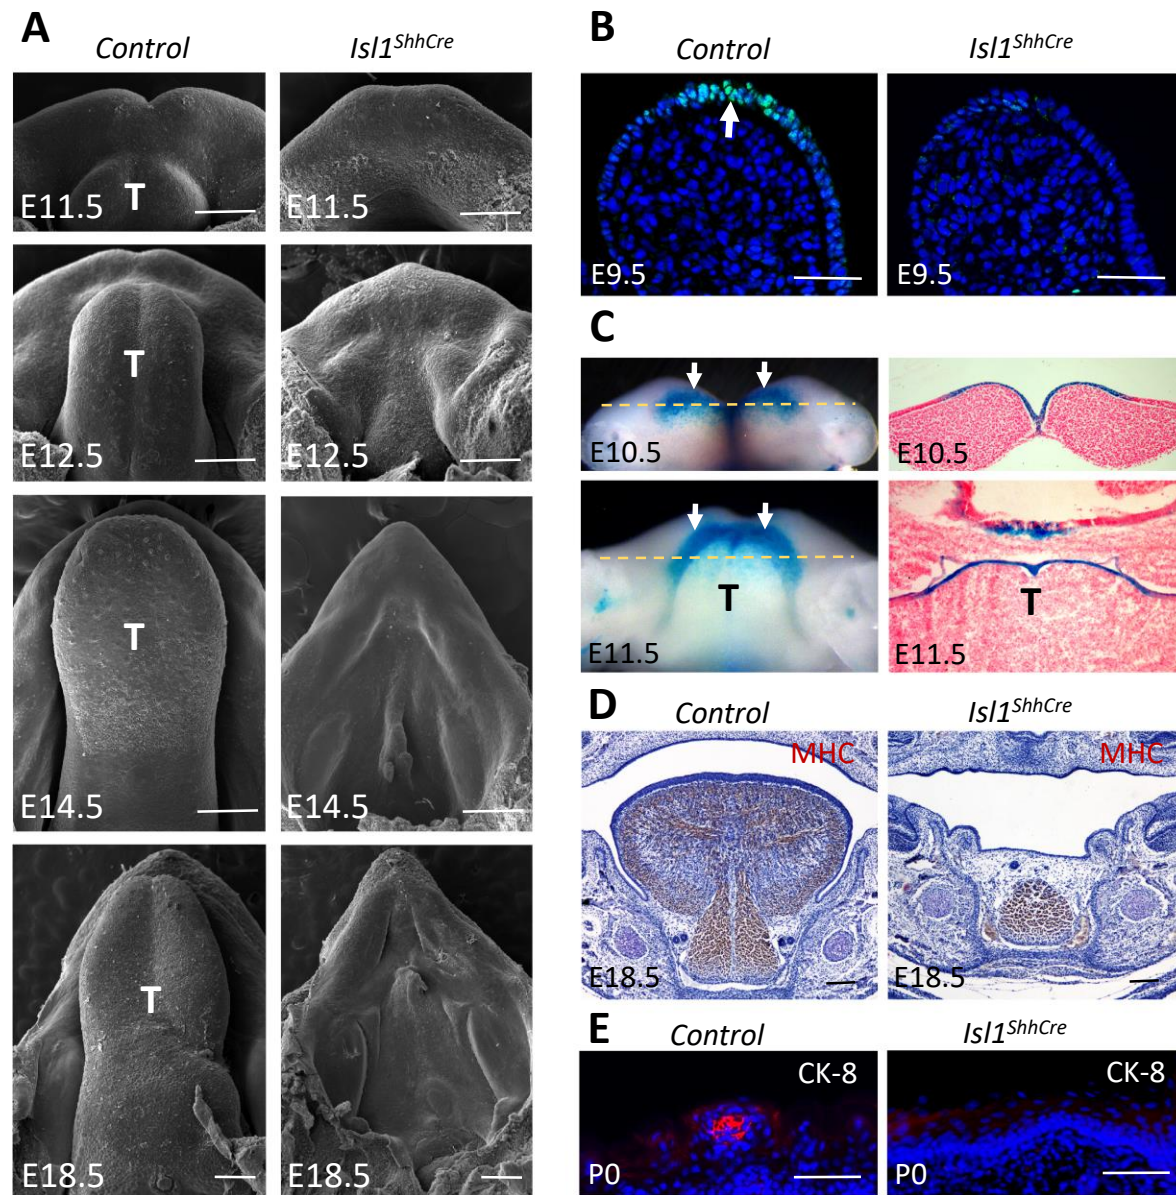 A
Control Isl1ShhCre
T
E11.5 E11.5
T
E12.5 E12.5
T
E14.5 E14.5
T
E18.5 E18.5
B
Control Isl1ShhCre
E9.5 E9.5
C
E10.5 E10.5
T T
E11.5 E11.5
D
Control Isl1ShhCre
MHC MHC
E18.5 E18.5
E
Control Isl1ShhCre
CK-8 CK-8
P0 P0